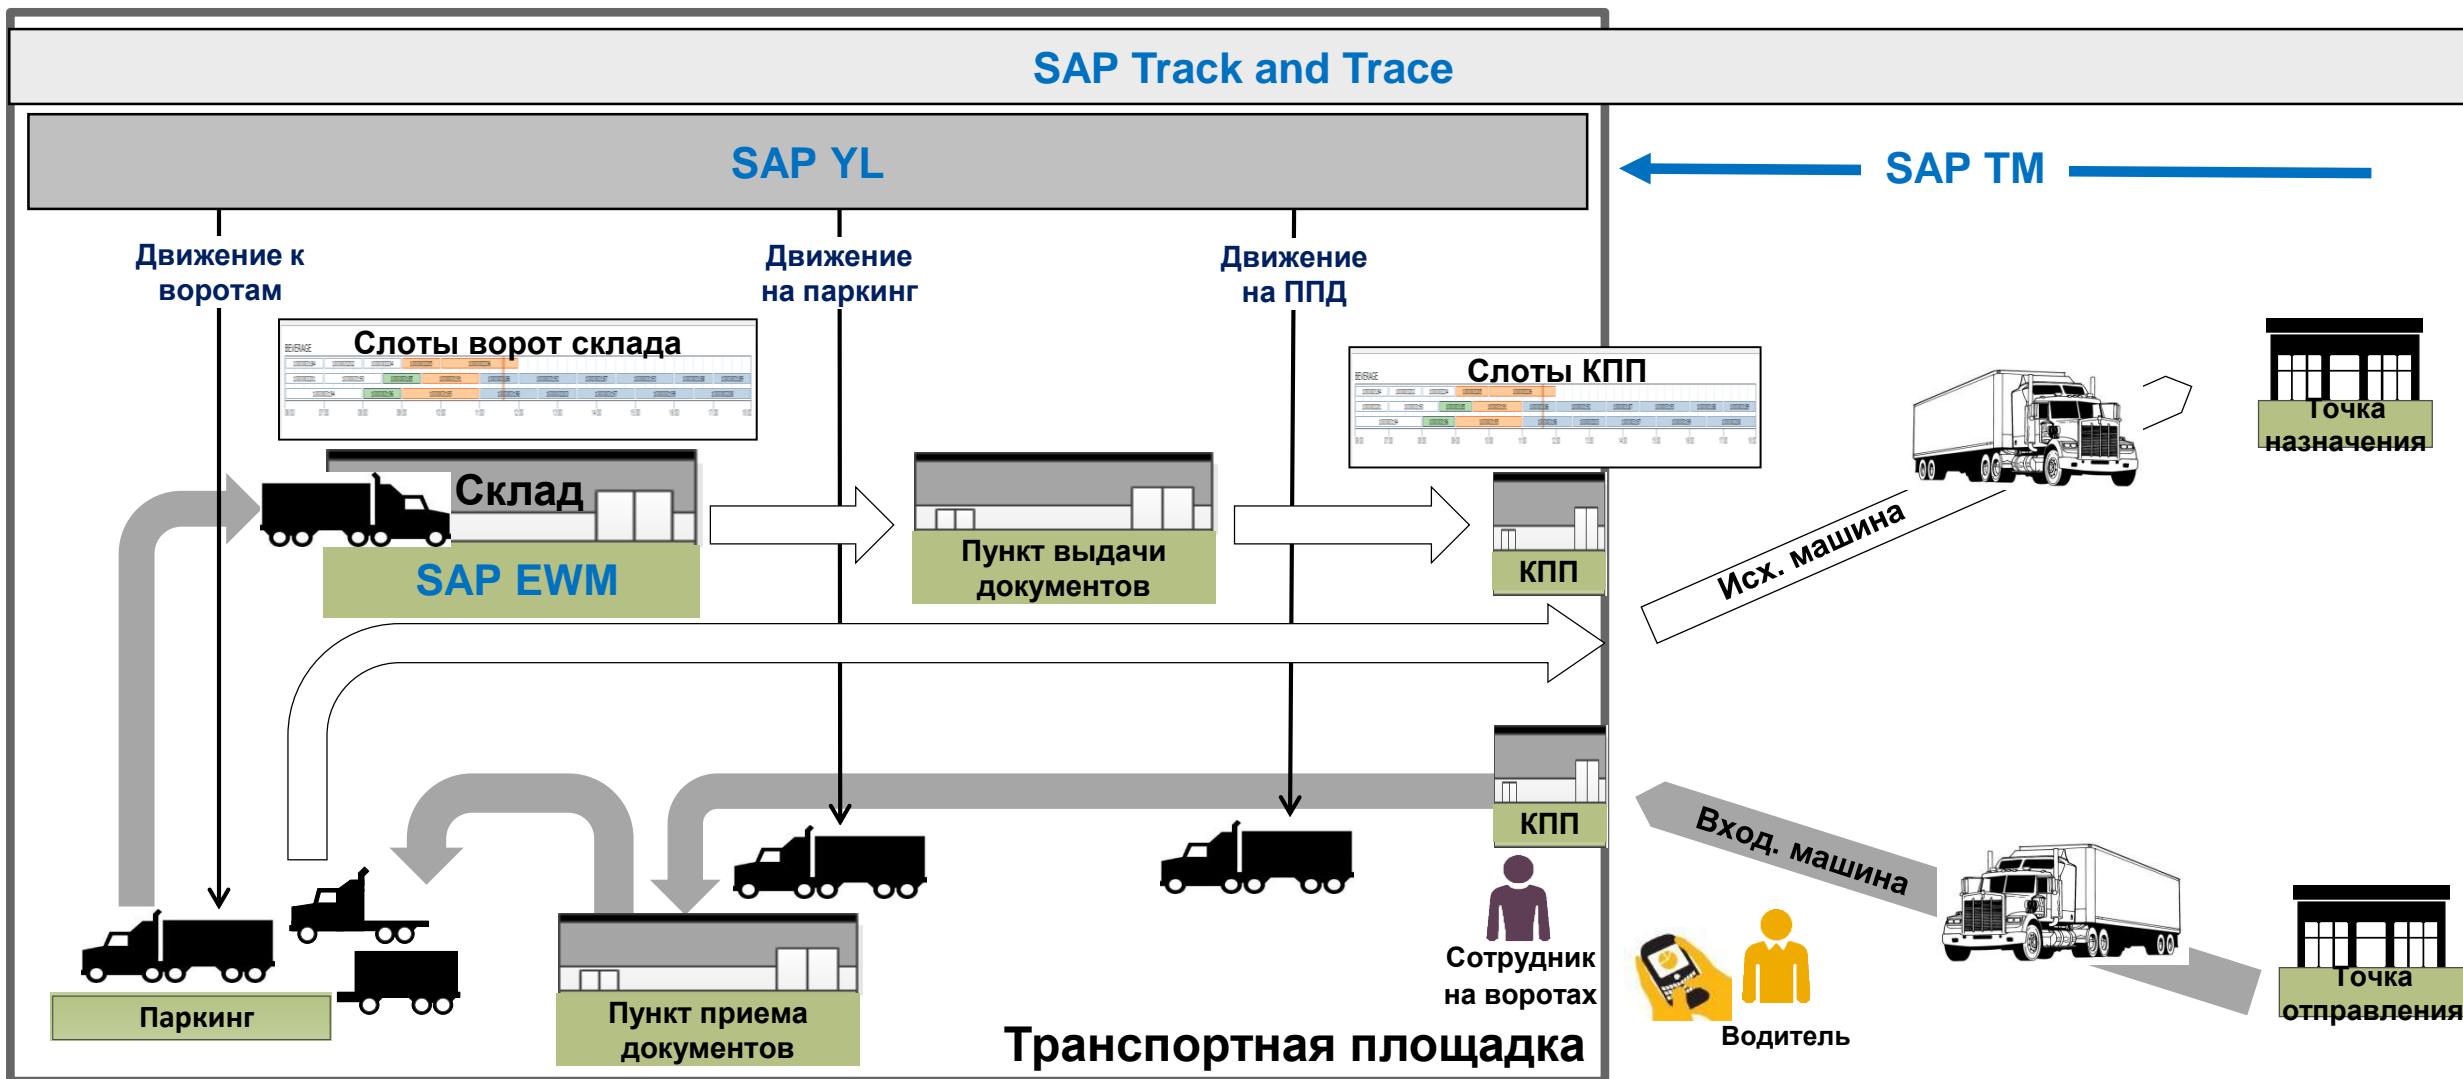 SAP Track and Trace
SAP YL
SAP TM
Движение к
воротам
Движение
на паркинг
Движение
на ППД
Слоты ворот склада
BEVERAGE
Слоты КПП
BEVERAGE
Точка
назначения
Склад
SAP EWM
Пункт выдачи
документов
КПП
Исх. машина
КПП
Вход. машина
Сотрудник
на воротах
Водитель
Точка
отправления
Паркинг
Пункт приема
документов
Транспортная площадка